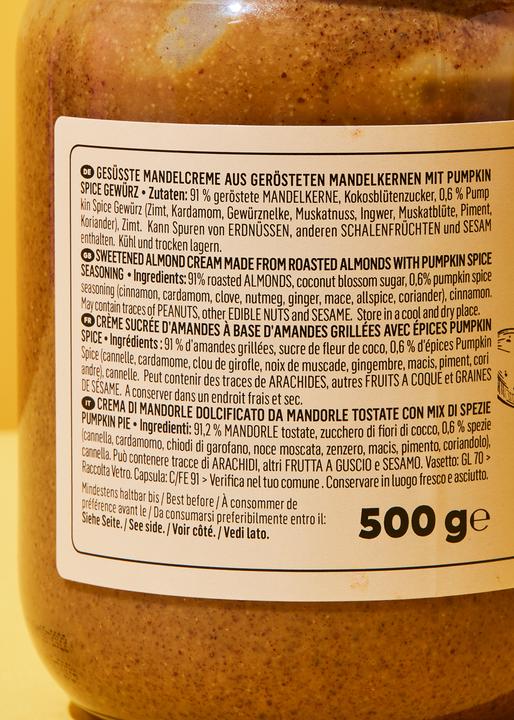 DE GESÜSSTE MANDELCREME AUS GERÖSTETEN MANDELKERNEN MIT PUMPKIN
SPICE GEWÜRZ • Zutaten: 91 % geröstete MANDELKERNE, Kokosblütenzucker, 0,6 % Pump
kin Spice Gewürz (Zimt, Kardamom, Gewürznelke, Muskatnuss, Ingwer, Muskatblüte, Piment,
Koriander), Zimt. Kann Spuren von ERDNÜSSEN, anderen SCHALENFRÜCHTEN und SESAM
enthalten. Kühl und trocken lagern.
GB SWEETENED ALMOND CREAM MADE FROM ROASTED ALMONDS WITH PUMPKIN SPICE
SEASONING • Ingredients: 91% roasted ALMONDS, coconut blossom sugar, 0,6% pumpkin spice
seasoning (cinnamon, cardamom, clove, nutmeg, ginger, mace, allspice, coriander), cinnamon.
May contain traces of PEANUTS, other EDIBLE NUTS and SESAME. Store in a cool and dry place.
FR CRÈME SUCRÉE D'AMANDES À BASE D'AMANDES GRILLÉES AVEC ÉPICES PUMPKIN
SPICE • Ingrédients : 91 % d'amandes grillées, sucre de fleur de coco, 0,6 % d'épices Pumpkin
Spice (cannelle, cardamome, clou de girofle, noix de muscade, gingembre, macis, piment, cori
andre), cannelle. Peut contenir des traces de ARACHIDES, autres FRUITS A COQUE et GRAINES
DE SÉSAME. A conserver dans un endroit frais et sec.
IT CREMA DI MANDORLE DOLCIFICATO DA MANDORLE TOSTATE CON MIX DI SPEZIE
PUMPKIN PIE • Ingredienti: 91,2 % MANDORLE tostate, zucchero di fiori di cocco, 0,6 % spezie
(cannella, cardamomo, chiodi di garofano, noce moscata, zenzero, macis, pimento, coriandolo),
cannella. Può contenere tracce di ARACHIDI, altri FRUTTA A GUSCIO e SESAMO. Vasetto: GL 70 >
Raccolta Vetro. Capsula: C/FE 91 > Verifica nel tuo comune . Conservare in luogo fresco e asciutto.
Mindestens haltbar bis / Best before / À consommer de
préférence avant le / Da consumarsi preferibilmente entro il:
Siehe Seite. / See side. / Voir côté. / Vedi lato.
500 g℮